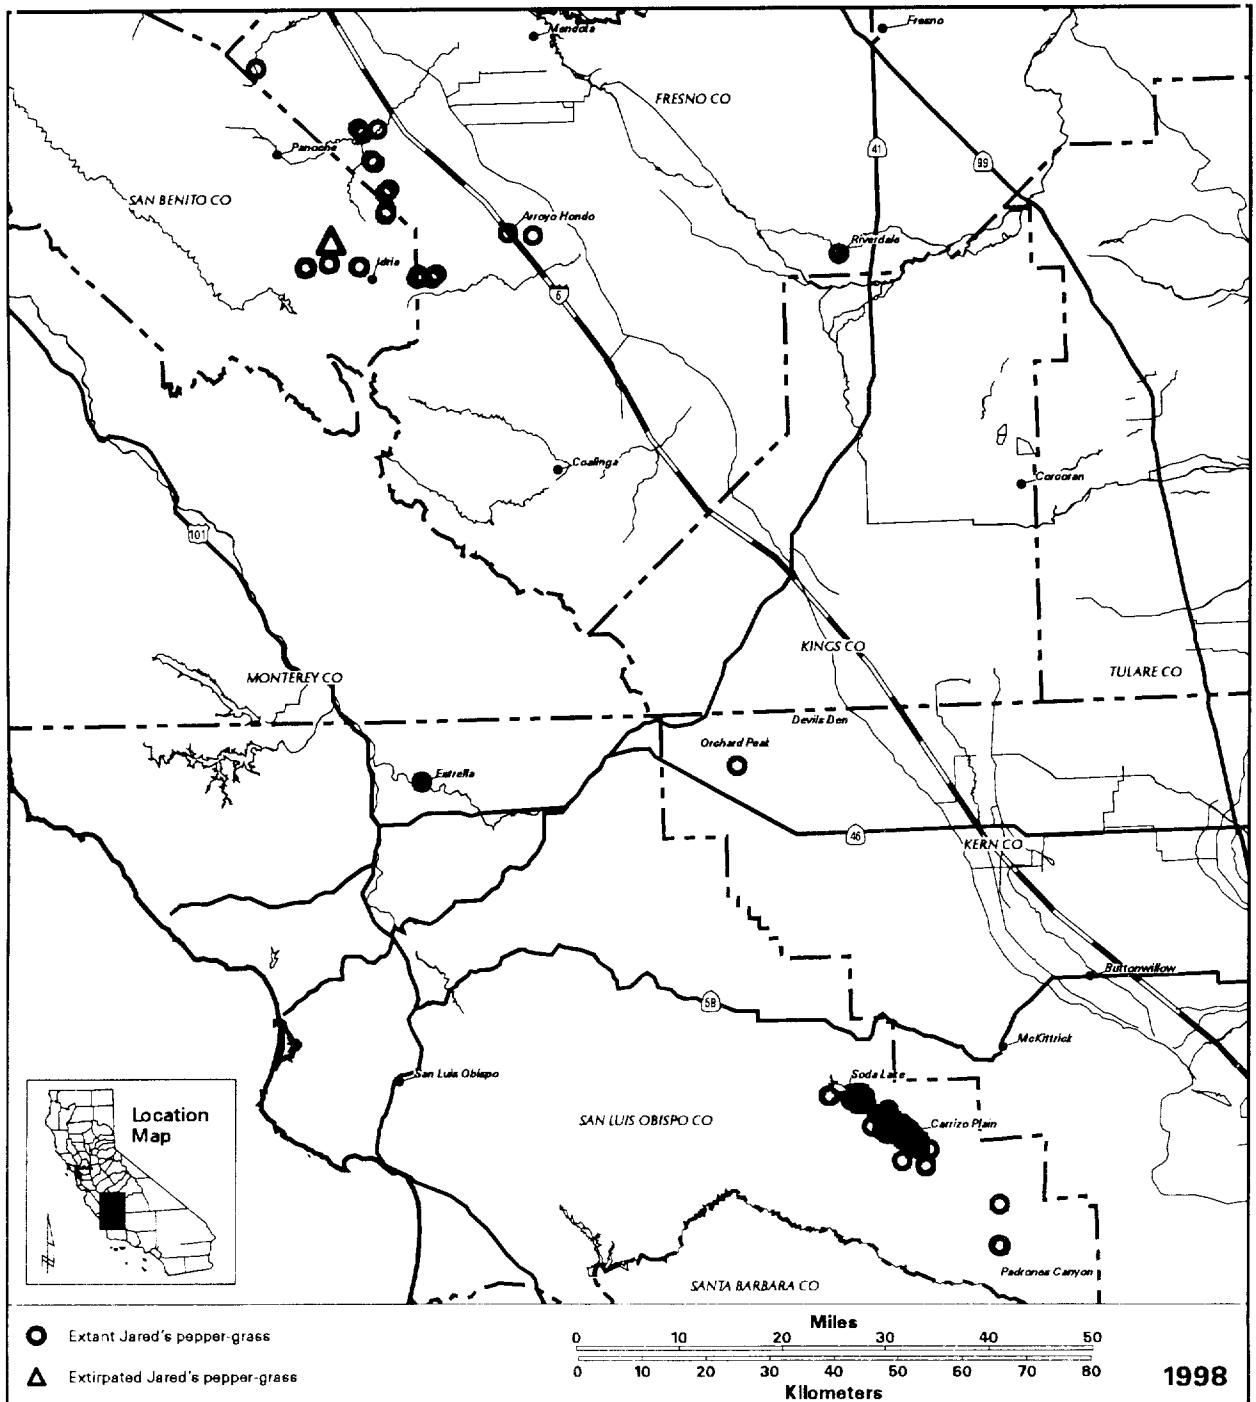 Fresno
Mendota
FRESNO CO
41
99
Panoche
SAN BENITO CO
Arroyo Hondo
Riverdale
Idria
5
Coalinga
Corcoran
101
KINGS CO
TULARE CO
MONTEREY CO
Devils Den
Orchard Peak
Estrella
46
KERN CO
Buttonwillow
58
McKittrick
Soda Lake
San Luis Obispo
Location
Map
SAN LUIS OBISPO CO
Carrizo Plain
Padrones Canyon
SANTA BARBARA CO
Extant Jared's pepper-grass
Extirpated Jared's pepper-grass
Miles
0 10 20 30 40 50
0 10 20 30 40 50 60 70 80
Kilometers
1998